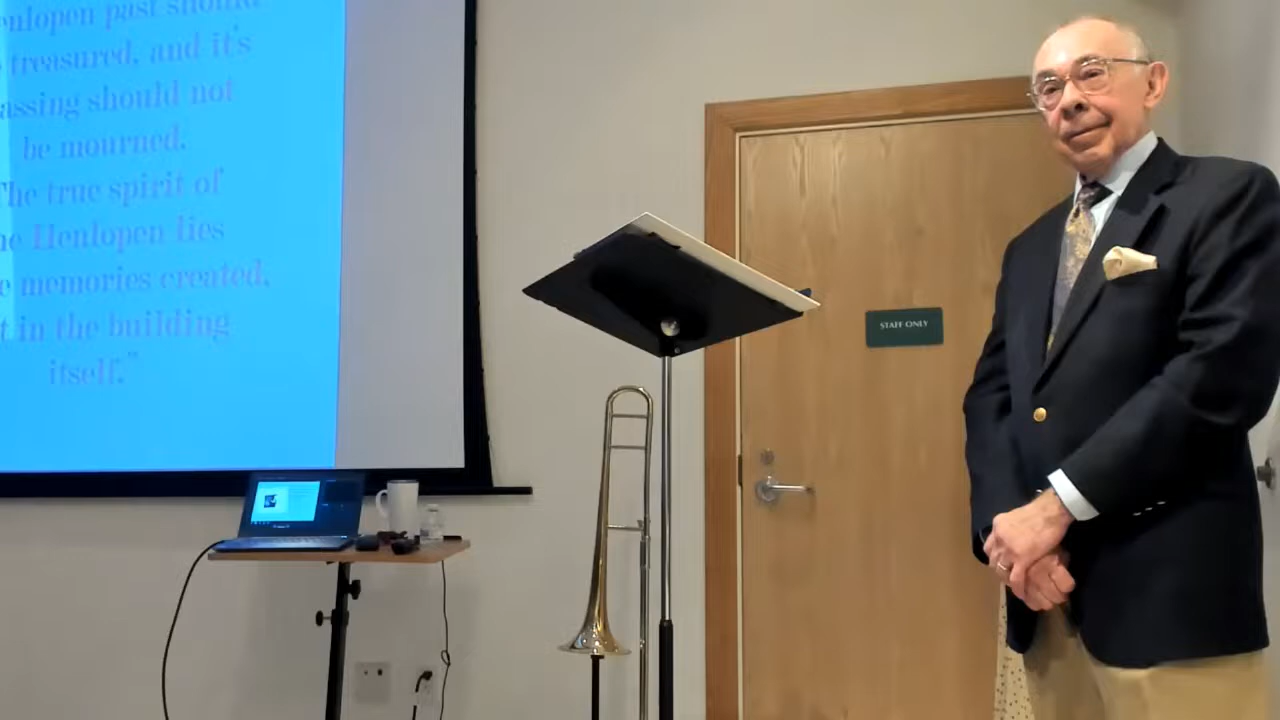 enlopen past should
treasured, and it's
assing should not
be mourned.
The true spirit of
he Henlopen lies
e memories created,
t in the building
itself."
STAFF ONLY